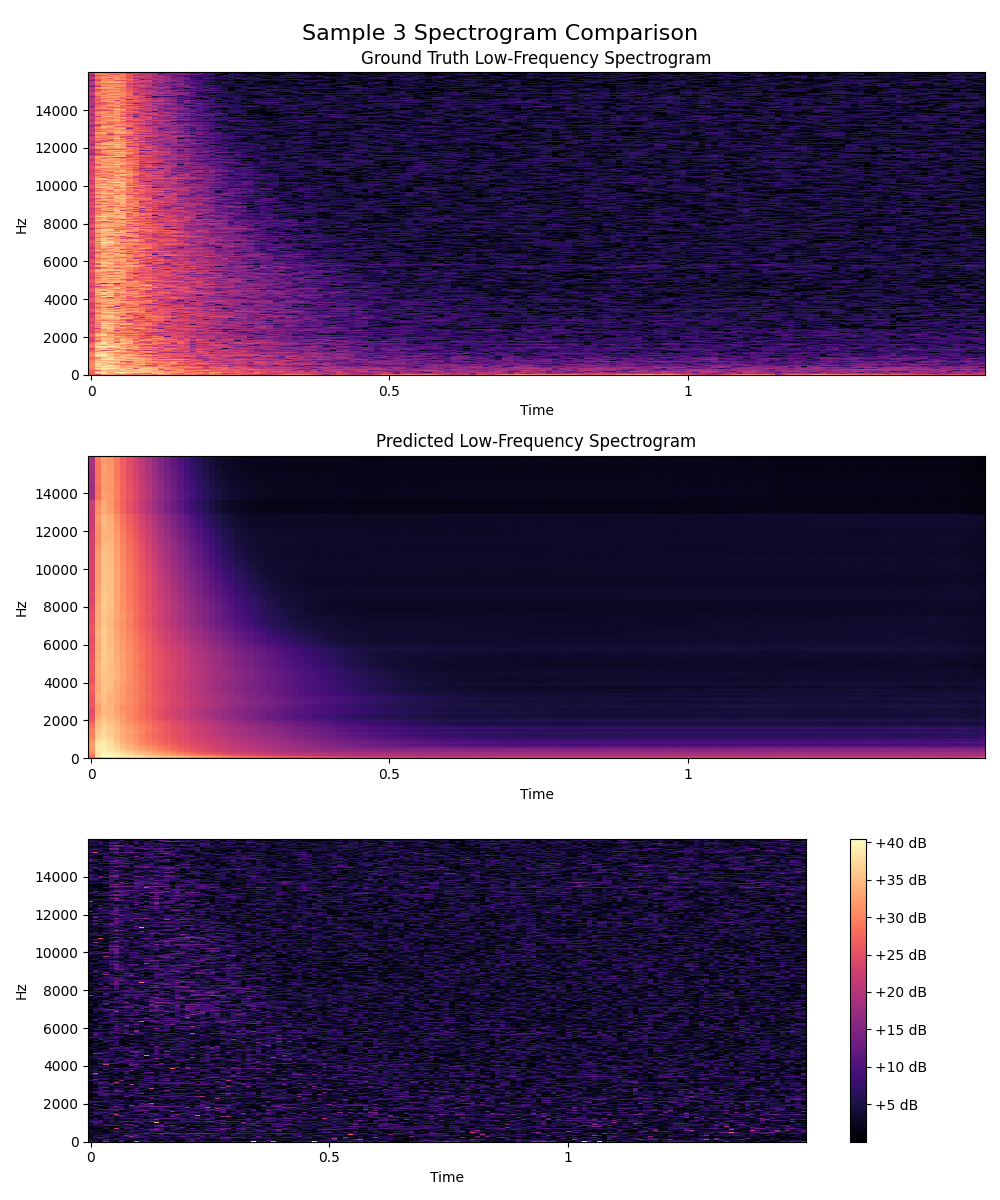 Sample 3 Spectrogram Comparison
Ground Truth Low-Frequency Spectrogram
14000
12000
10000
8000
6000
4000
2000
0
Hz
0 0.5 1
Time
Predicted Low-Frequency Spectrogram
14000
12000
10000
8000
6000
4000
2000
0
Hz
0 0.5 1
Time
14000
12000
10000
8000
6000
4000
2000
0
Hz
0 0.5 1
Time
+40 dB
+35 dB
+30 dB
+25 dB
+20 dB
+15 dB
+10 dB
+5 dB